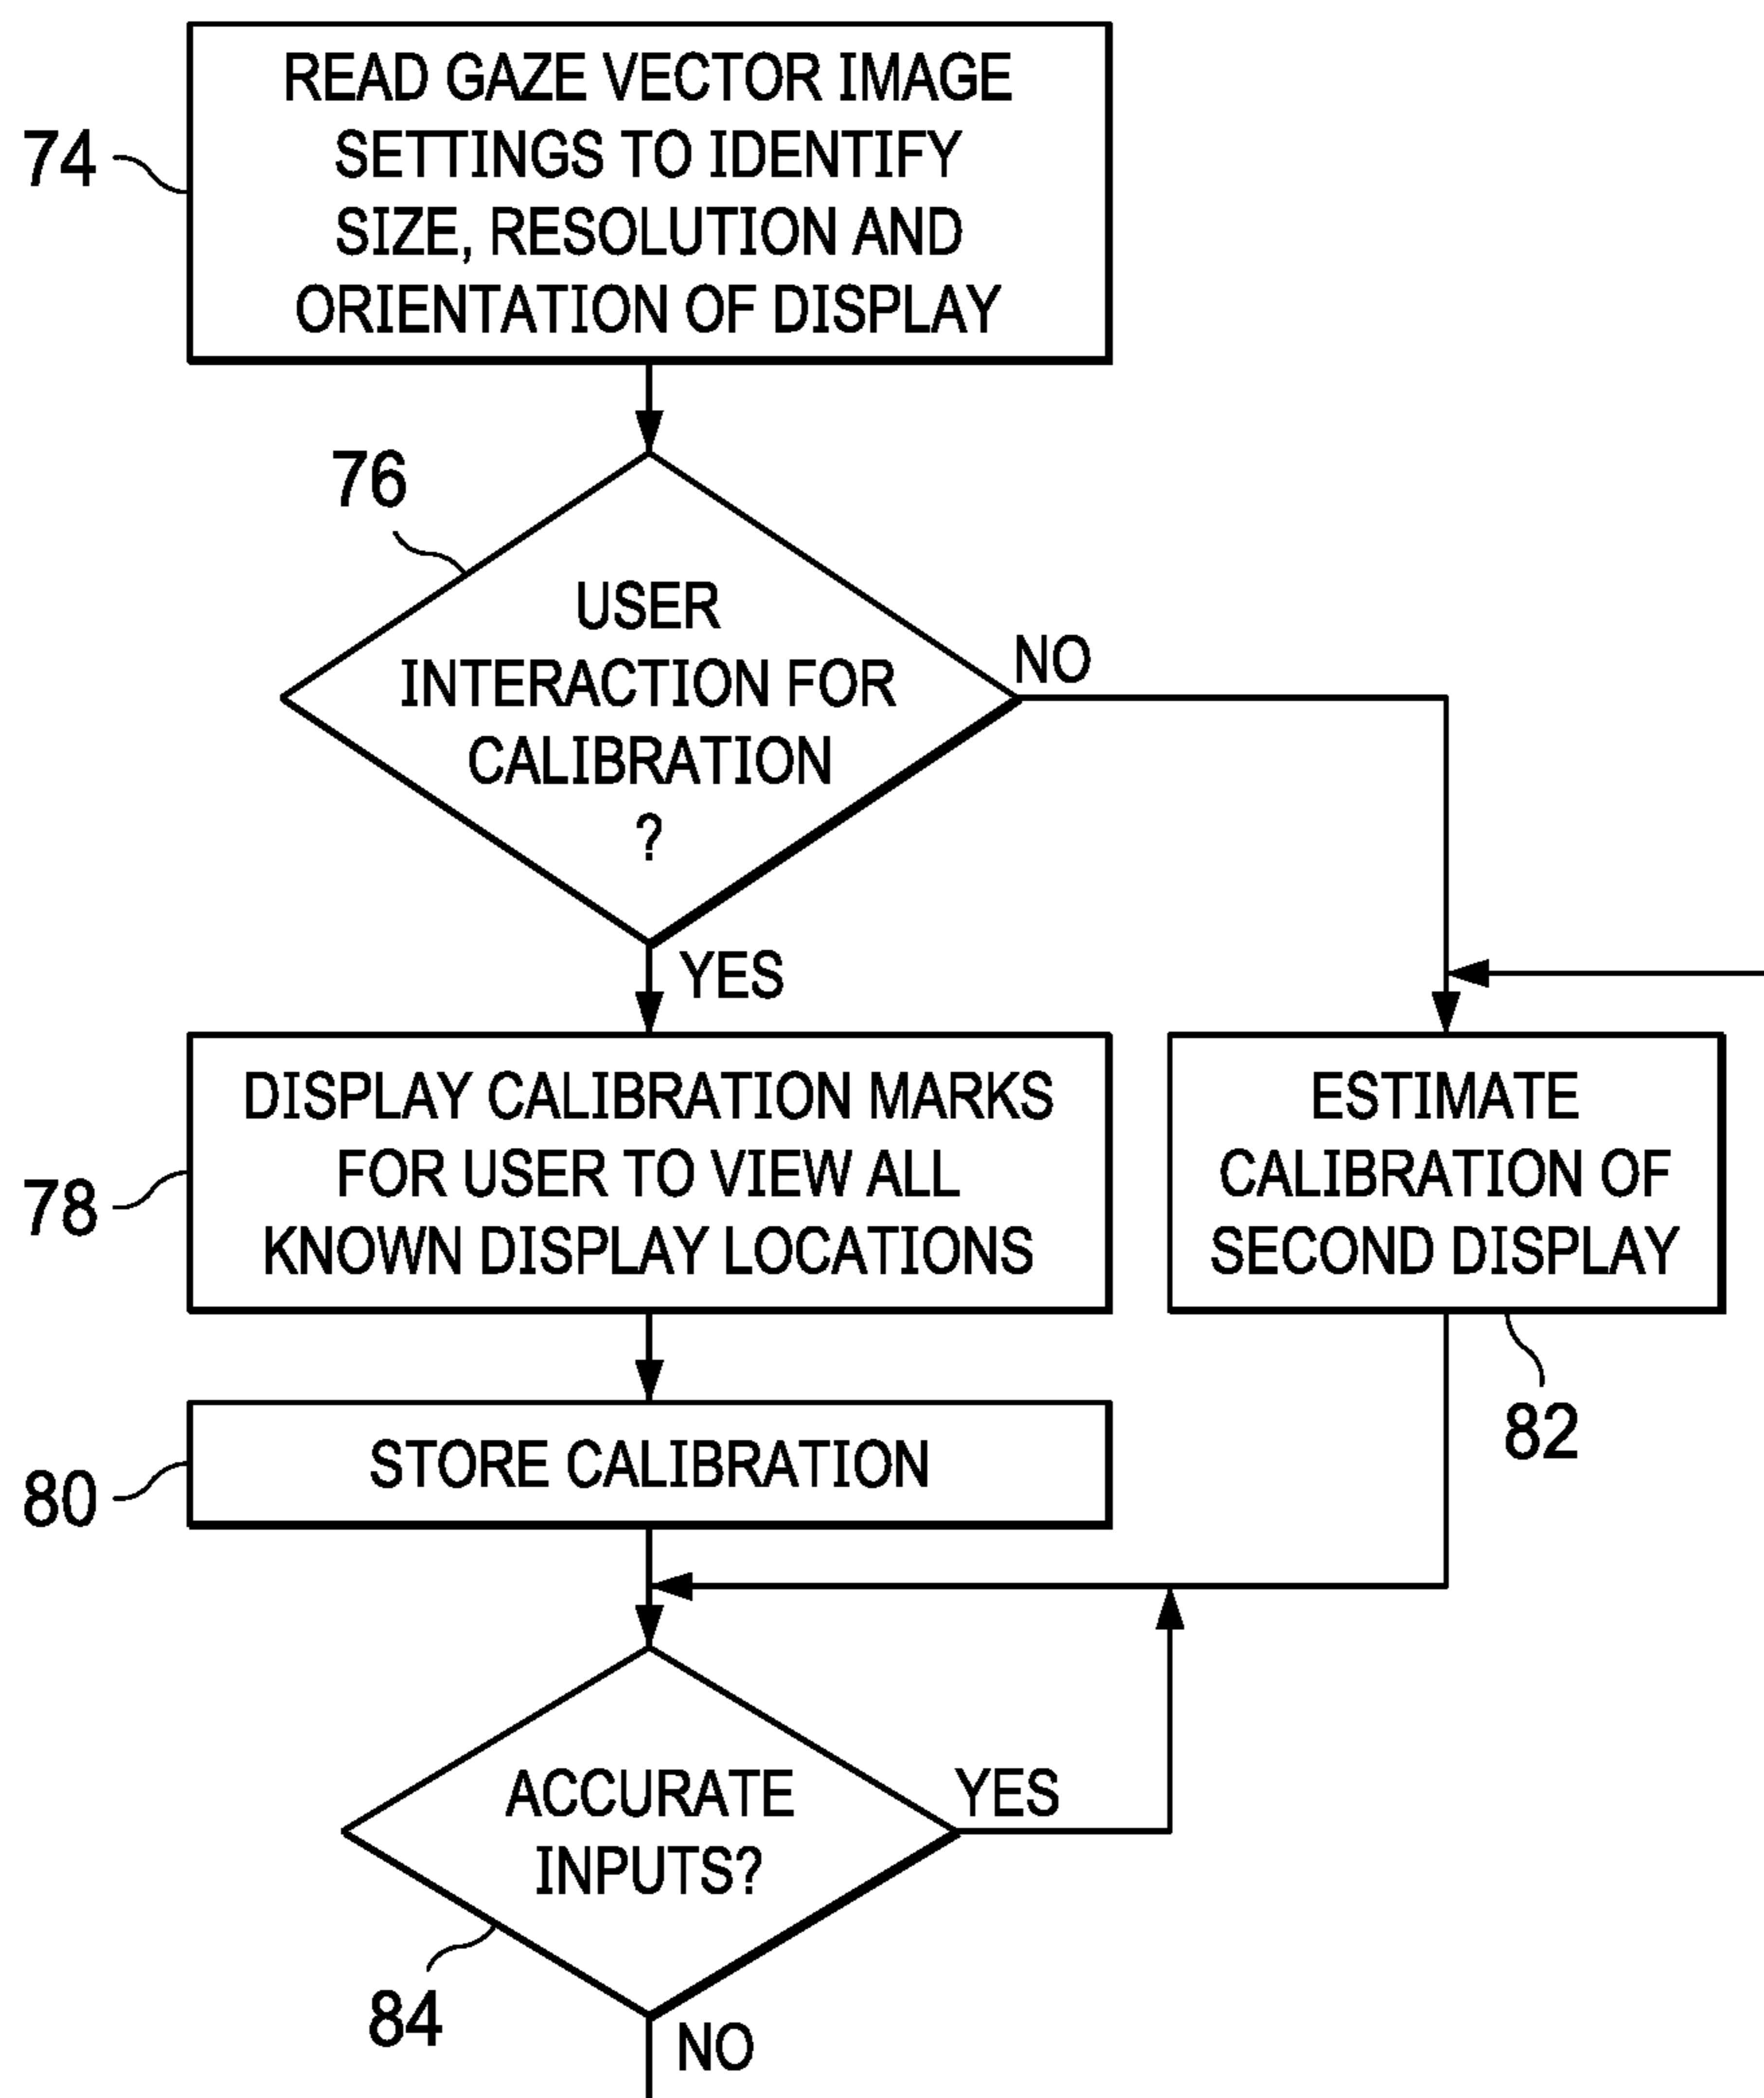 READ GAZE VECTOR IMAGE
SETTINGS TO IDENTIFY
SIZE, RESOLUTION AND
ORIENTATION OF DISPLAY
74
76
USER
INTERACTION FOR
CALIBRATION
?
NO
YES
DISPLAY CALIBRATION MARKS
FOR USER TO VIEW ALL
KNOWN DISPLAY LOCATIONS
78
ESTIMATE
CALIBRATION OF
SECOND DISPLAY
82
STORE CALIBRATION
80
ACCURATE
INPUTS?
YES
84
NO